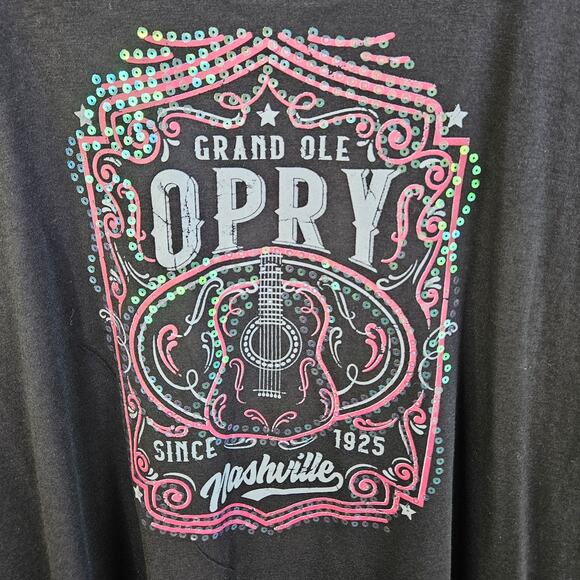 GRAND OLE
OPRY
SINCE 1925
Nashville